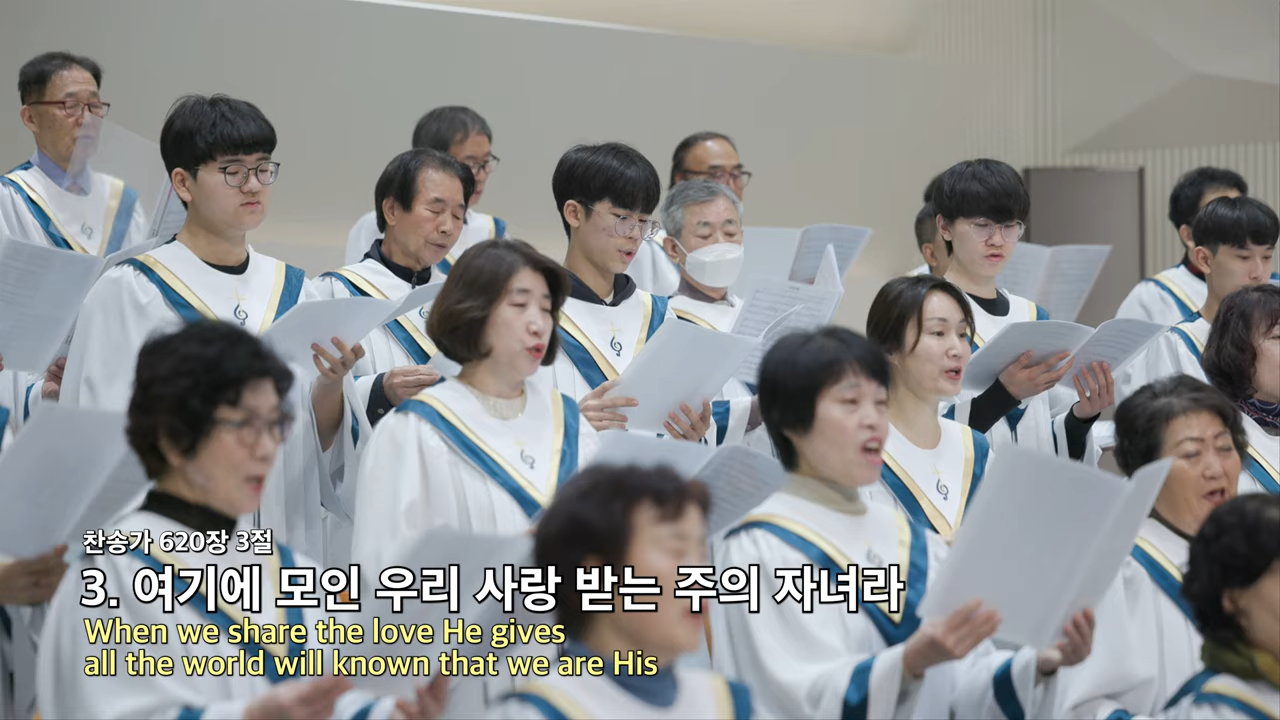 찬송가 620장 3절
3. 여기에 모인 우리 사랑 받는 주의 자녀라
When we share the love He gives
all the world will known that we are His